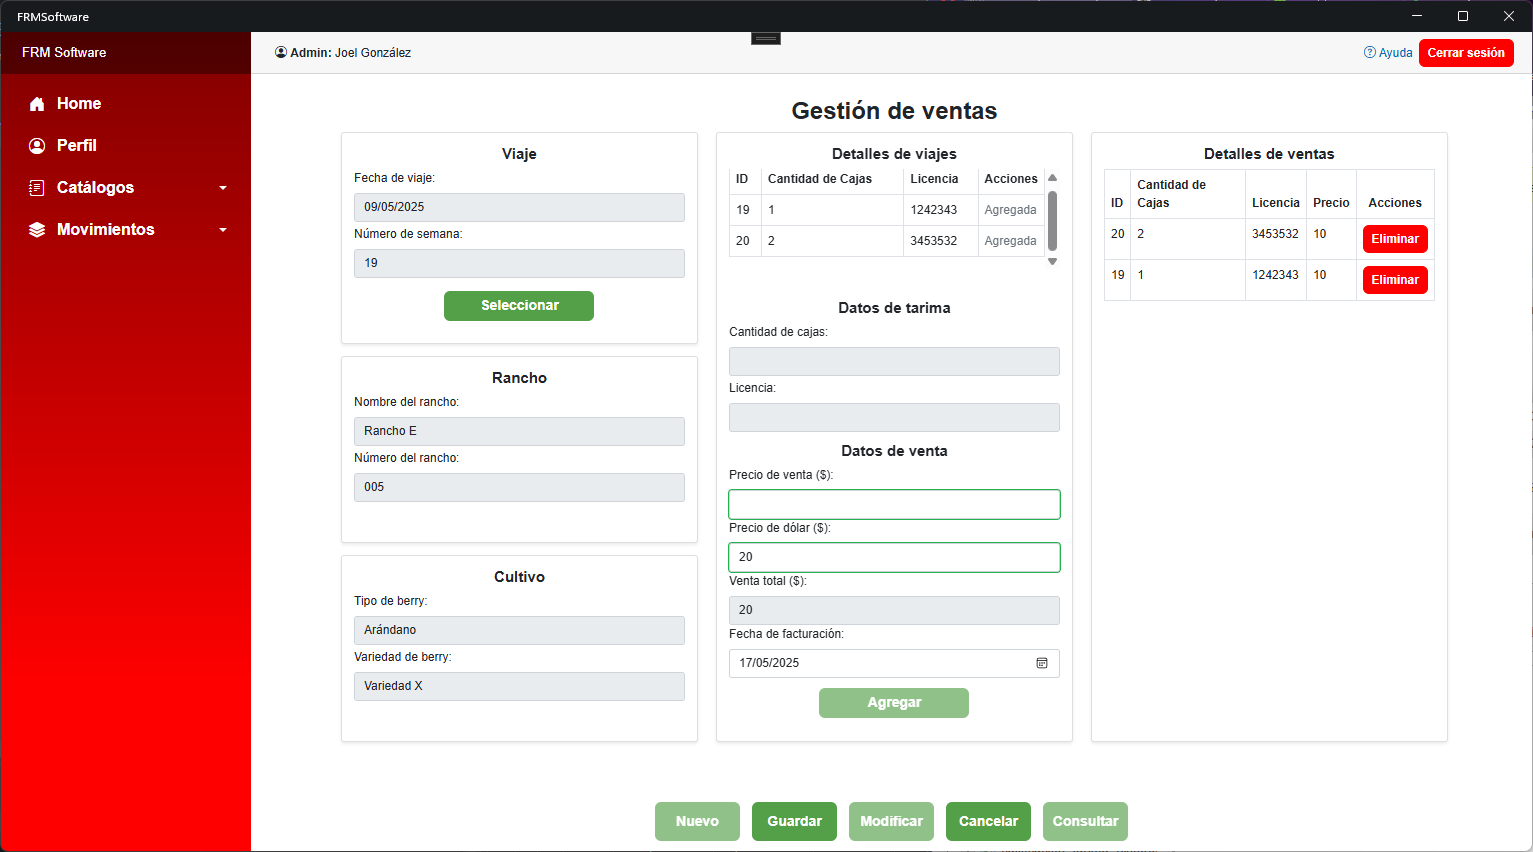 FRMSoftware
FRM Software
Admin: Joel González
Ayuda
Cerrar sesión
Home
Perfil
Catálogos
Movimientos
Gestión de ventas
Viaje
Fecha de viaje:
09/05/2025
Número de semana:
19
Seleccionar
Rancho
Nombre del rancho:
Rancho E
Número del rancho:
005
Cultivo
Tipo de berry:
Arándano
Variedad de berry:
Variedad X
Detalles de viajes
ID Cantidad de Cajas Licencia Acciones
19 1 1242343 Agregada
20 2 3453532 Agregada
Datos de tarima
Cantidad de cajas:
Licencia:
Datos de venta
Precio de venta ($):
Precio de dólar ($):
20
Venta total ($):
20
Fecha de facturación:
17/05/2025
Agregar
Detalles de ventas
ID Cantidad de Cajas Licencia Precio Acciones
20 2 3453532 10 Eliminar
19 1 1242343 10 Eliminar
Nuevo
Guardar
Modificar
Cancelar
Consultar